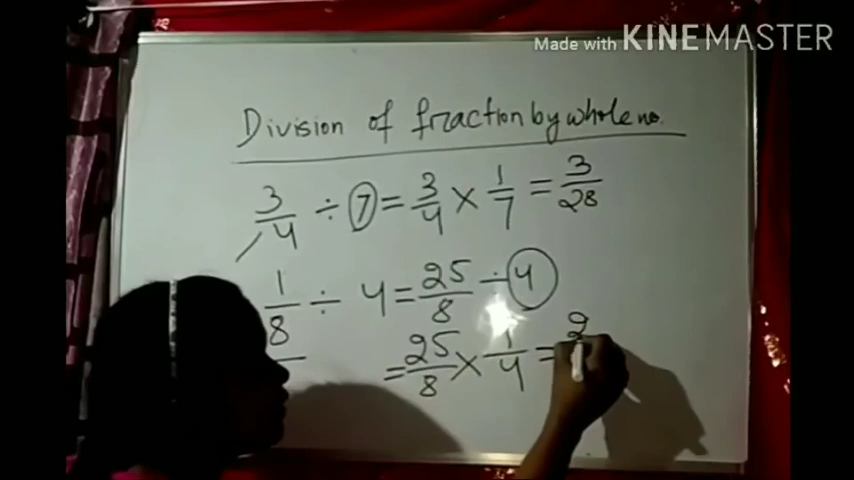 Made with KINEMASTER
Division of fraction by whole no.
3/4 ÷ 7 = 3/4 × 1/7 = 3/28
1/8 ÷ 4 = 25/8 ÷ 4
= 25/8 × 1/4 = 2